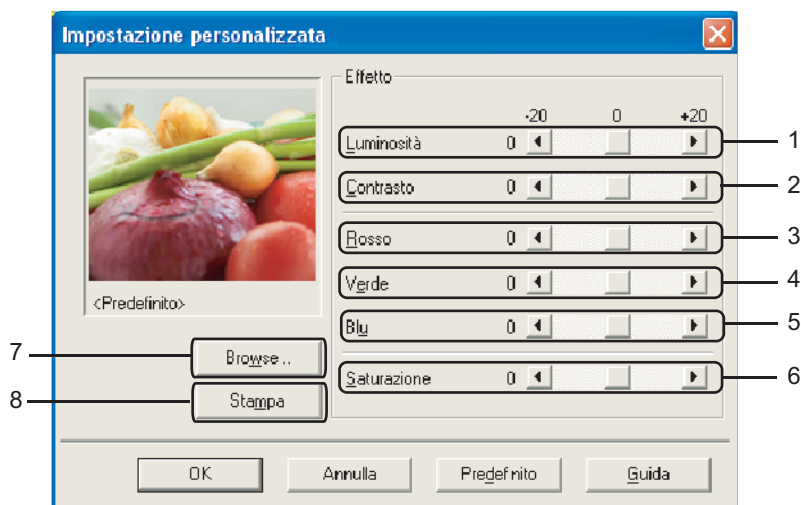 Impostazione personalizzata
Effetto
-20 0 +20
Luminosità 0 1
Contrasto 0 2
Rosso 0 3
Verde 0 4
<Predefinito>
Blu 0 5
7 Browse..
Saturazione 0 6
8 Stampa
OK Annulla Predefinito Guida